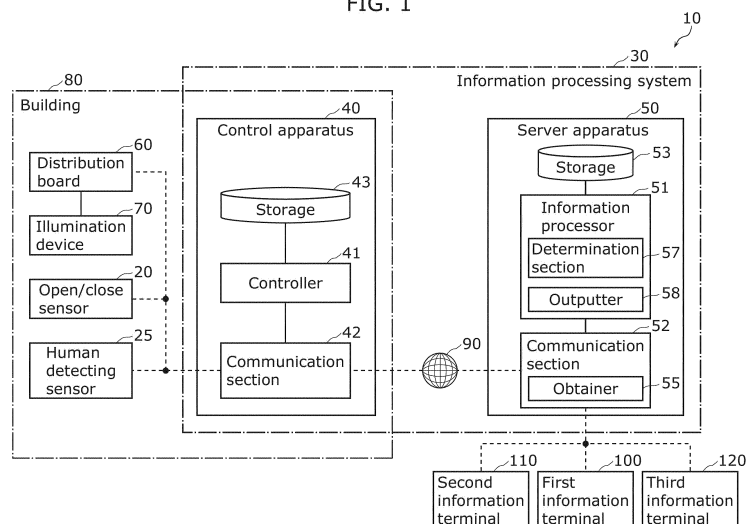 FIG. 1
10
30
Information processing system
80
Building
40
Control apparatus
50
Server apparatus
60
Distribution
board
70
Illumination
device
20
Open/close
sensor
25
Human
detecting
sensor
43
Storage
41
Controller
42
Communication
section
90
53
Storage
51
Information
processor
Determination
section
57
Outputter
58
52
Communication
section
Obtainer
55
110
Second
information
terminal
100
First
information
terminal
120
Third
information
terminal